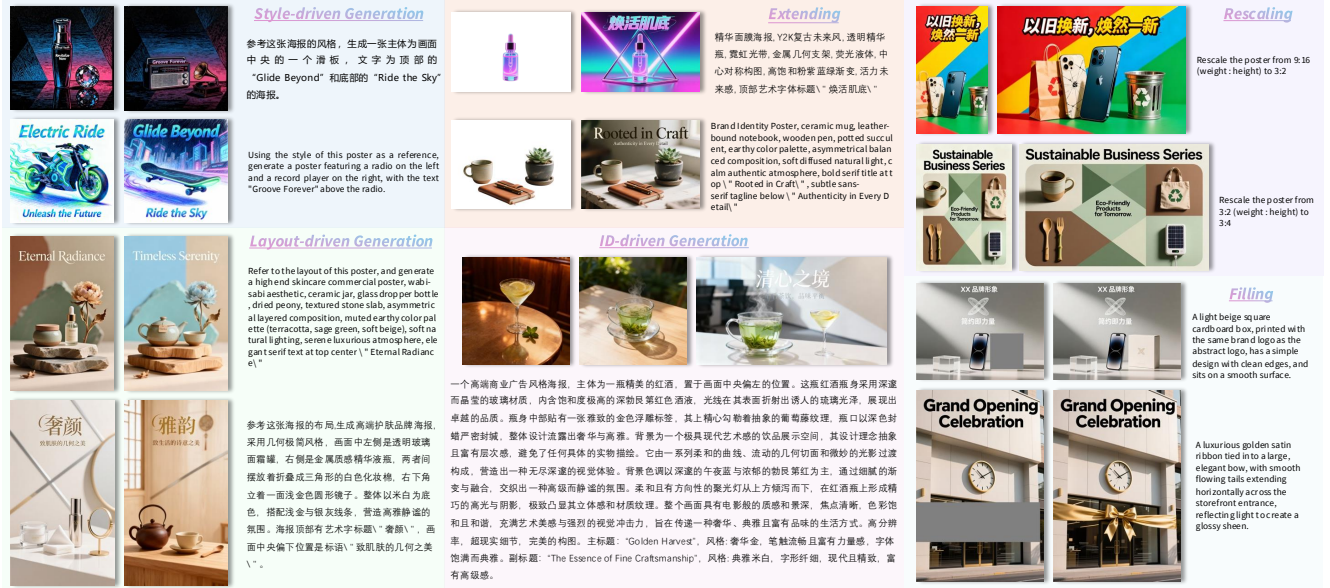 Style-driven Generation
参考这张海报的风格，生成一张主体为画面
中央的一个滑板，文字为顶部的
“Glide Beyond”和底部的“Ride the Sky”
的海报。
Groove Forever
Electric Ride
Unleash the Future
Glide Beyond
Ride the Sky
Using the style of this poster as a reference,
generate a poster featuring a radio on the left
and a record player on the right, with the text
"Groove Forever" above the radio.
Extending
焕活肌底
精华面膜海报, Y2K复古未来风, 透明精华
瓶, 霓虹光带, 金属几何支架, 荧光液体, 中
心对称构图, 高饱和粉紫蓝绿渐变, 活力未
来感, 顶部艺术字体标题\"焕活肌底\"
Rooted in Craft
Authenticity in Every Detail
Brand Identity Poster, ceramic mug, leather-
bound notebook, wooden pen, potted succul
ent, earthy color palette, asymmetrical balan
ced composition, soft diffused natural light, c
alm authentic atmosphere, bold serif title at t
op \" Rooted in Craft\" , subtle sans-
serif tagline below \" Authenticity in Every D
etail\"
Rescaling
以旧换新,
焕然一新
以旧换新,焕然一新
Rescale the poster from 9:16
(weight : height) to 3:2
Sustainable
Business Series
Eco-Friendly
Products
for Tomorrow.
Sustainable Business Series
Eco-Friendly
Products
for Tomorrow.
Rescale the poster from
3:2 (weight : height) to
3:4
Layout-driven Generation
Eternal Radiance
Timeless Serenity
Refer to the layout of this poster, and generate
a high end skincare commercial poster, wabi-
sabi aesthetic, ceramic jar, glass dropper bottle
, dried peony, textured stone slab, asymmetric
al layered composition, muted earthy color pal
ette (terracotta, sage green, soft beige), soft na
tural lighting, serene luxurious atmosphere, ele
gant serif text at top center \" Eternal Radianc
e\"
奢颜
致肌肤的几何之美
雅韵
致生活的诗意之美
参考这张海报的布局,生成高端护肤品牌海报,
采用几何极简风格，画面中左侧是透明玻璃
面霜罐，右侧是金属质感精华液瓶，两者间
摆放着折叠成三角形的白色化妆棉，右下角
立着一面浅金色圆形镜子。整体以米白为底
色，搭配浅金与银灰线条，营造高雅静谧的
氛围。海报顶部有艺术字标题\"奢颜\"，画
面中央偏下位置是标语\"致肌肤的几何之美
\"。
ID-driven Generation
清心之境
一个高端商业广告风格海报，主体为一瓶精美的红酒，置于画面中央偏左的位置。这瓶红酒瓶身采用深邃
而晶莹的玻璃材质，内含饱和度极高的深勃艮第红色酒液，光线在其表面折射出诱人的琉璃光泽，展现出
卓越的品质。瓶身中部贴有一张雅致的金色浮雕标签，其上精心勾勒着抽象的葡萄藤纹理，瓶口以深色封
蜡严密封缄，整体设计流露出奢华与高雅。背景为一个极具现代艺术感的饮品展示空间，其设计理念抽象
且富有层次感，避免了任何具体的实物描绘。它由一系列柔和的曲线、流动的几何切面和微妙的光影过渡
构成，营造出一种无尽深邃的视觉体验。背景色调以深邃的午夜蓝与浓郁的勃艮第红为主，通过细腻的渐
变与融合，交织出一种高级而静谧的氛围。柔和且有方向性的聚光灯从上方倾泻而下，在红酒瓶上形成精
巧的高光与阴影，极致凸显其立体感和材质纹理。整个画面具有电影般的质感和景深，焦点清晰，色彩饱
和且和谐，充满艺术美感与强烈的视觉冲击力，旨在传递一种奢华、典雅且富有品味的生活方式。高分辨
率，超现实细节，完美的构图。主标题：“Golden Harvest”，风格：奢华金，笔触流畅且富有力量感，字体
饱满而典雅。副标题：“The Essence of Fine Craftsmanship”，风格：典雅米白，字形纤细，现代且精致，富
有高级感。
Filling
XX 品牌形象
简约即力量
XX 品牌形象
简约即力量
A light beige square
cardboard box, printed with
the same brand logo as the
abstract logo, has a simple
design with clean edges, and
sits on a smooth surface.
Grand Opening
Celebration
Grand Opening
Celebration
A luxurious golden satin
ribbon tied into a large,
elegant bow, with smooth
flowing tails extending
horizontally across the
storefront entrance,
reflecting light to create a
glossy sheen.